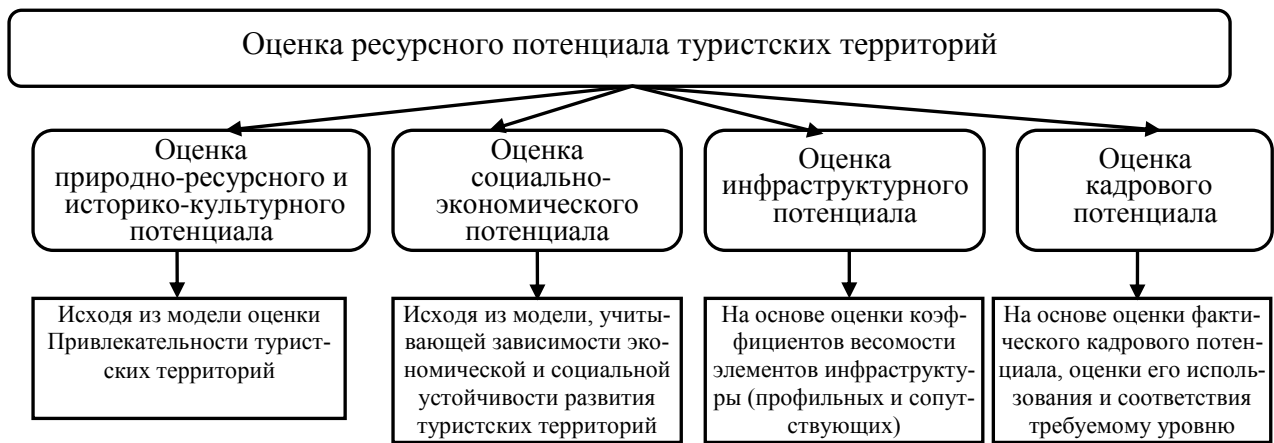 Оценка ресурсного потенциала туристских территорий
Оценка
природно-ресурсного и
историко-культурного
потенциала
Оценка
социально-
экономического
потенциала
Оценка
инфраструктурного
потенциала
Оценка
кадрового
потенциала
Исходя из модели оценки
Привлекательности турист-
ских территорий
Исходя из модели, учиты-
вающей зависимости эко-
номической и социальной
устойчивости развития
туристских территорий
На основе оценки коэф-
фициентов весомости
элементов инфраструкту-
ры (профильных и сопут-
ствующих)
На основе оценки факти-
ческого кадрового потен-
циала, оценки его исполь-
зования и соответствия
требуемому уровню